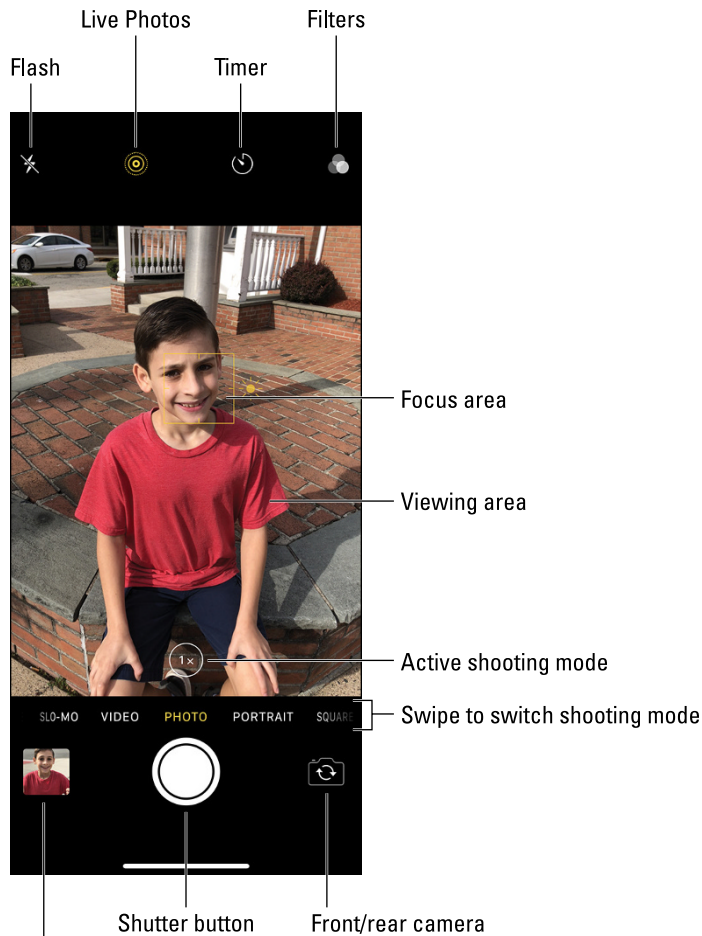 Live Photos
Filters
Flash
Timer
Focus area
Viewing area
1×
Active shooting mode
SLO-MO VIDEO PHOTO PORTRAIT SQUARE
Swipe to switch shooting mode
Shutter button
Front/rear camera